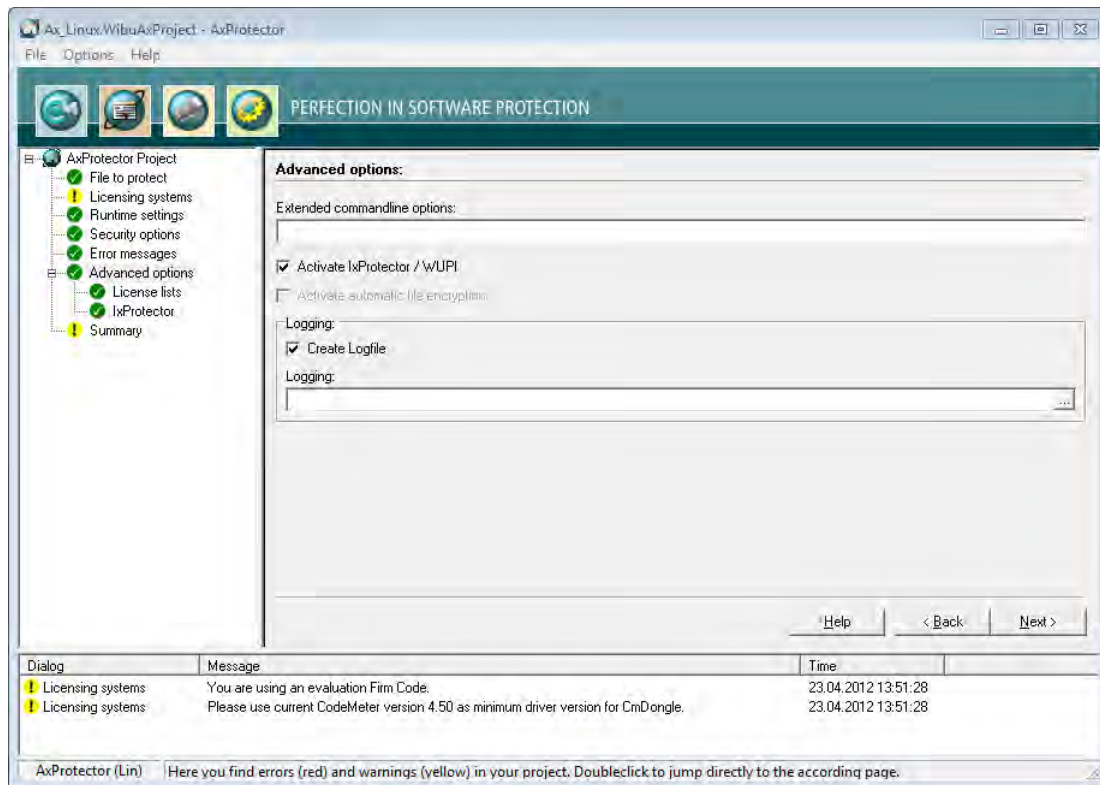 Ax_Linux.WibuAxProject - AxProtector
File Options Help
PERFECTION IN SOFTWARE PROTECTION
AxProtector Project
File to protect
Licensing systems
Runtime settings
Security options
Error messages
Advanced options
License lists
IxProtector
Summary
Advanced options:
Extended commandline options:
Activate IxProtector / WUPI
Activate automatic file encryption
Logging:
Create Logfile
Logging:
...
Help < Back Next >
Dialog Message Time
Licensing systems You are using an evaluation Firm Code. 23.04.2012 13:51:28
Licensing systems Please use current CodeMeter version 4.50 as minimum driver version for CmDongle. 23.04.2012 13:51:28
AxProtector (Lin) Here you find errors (red) and warnings (yellow) in your project. Doubleclick to jump directly to the according page.